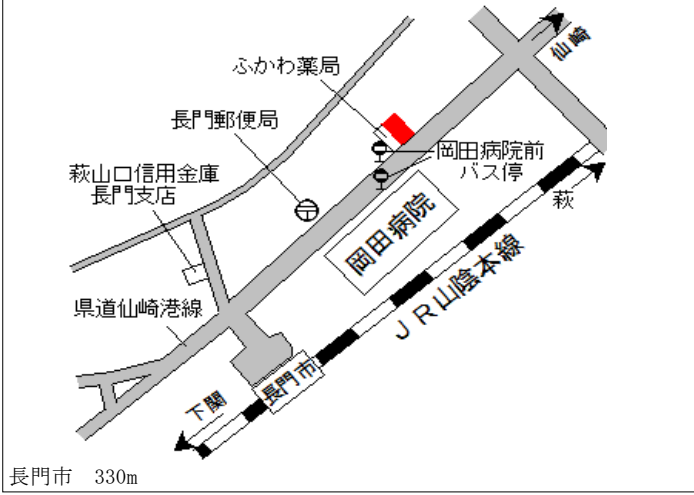 仙崎
ふかわ薬局
長門郵便局
岡田病院前
バス停
萩山口信用金庫
長門支店
萩
岡田病院
JR山陰本線
県道仙崎港線
長門市
下関
長門市 330m